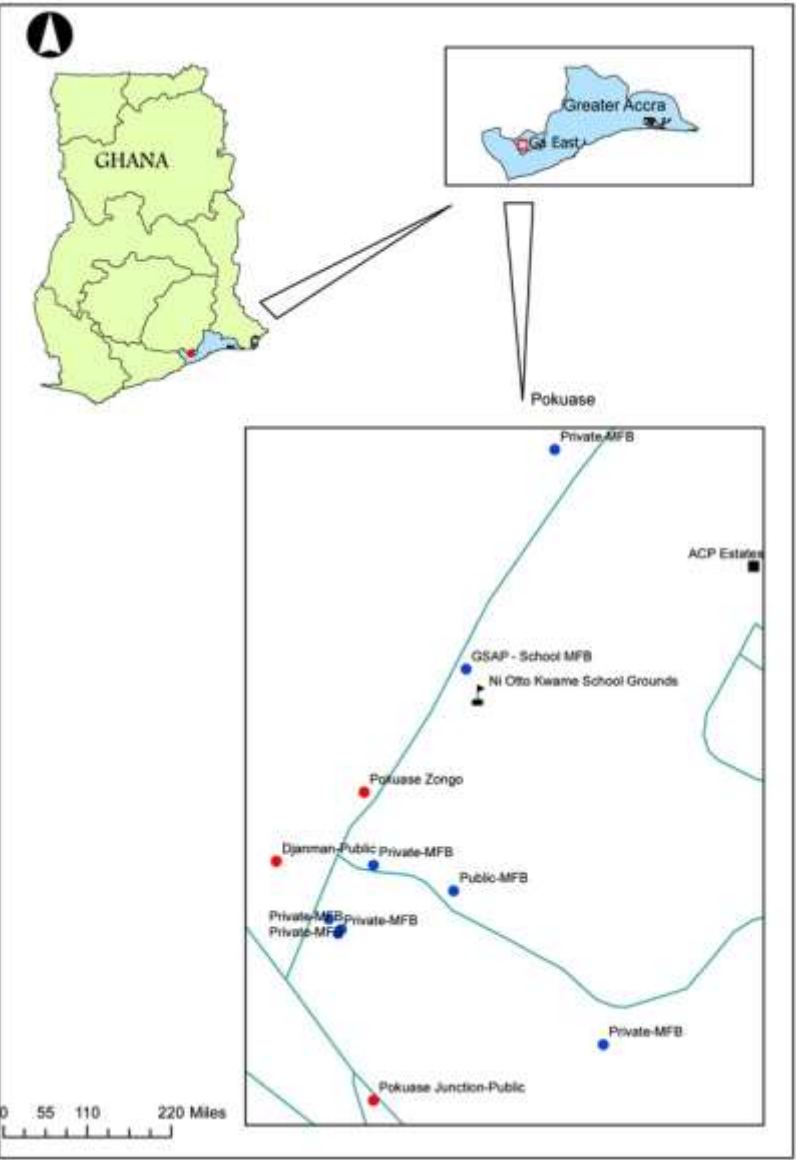 GHANA
Greater Accra
Ga East
Pokuase
Private-MFB
ACP Estates
GSAP - School MFB
Ni Otto Kwame School Grounds
Pokuase Zongo
Djanman-Public
Private-MFB
Public-MFB
Private-MFB
Private-MFB
Private-MFB
Private-MFB
Pokuase Junction-Public
0 55 110 220 Miles